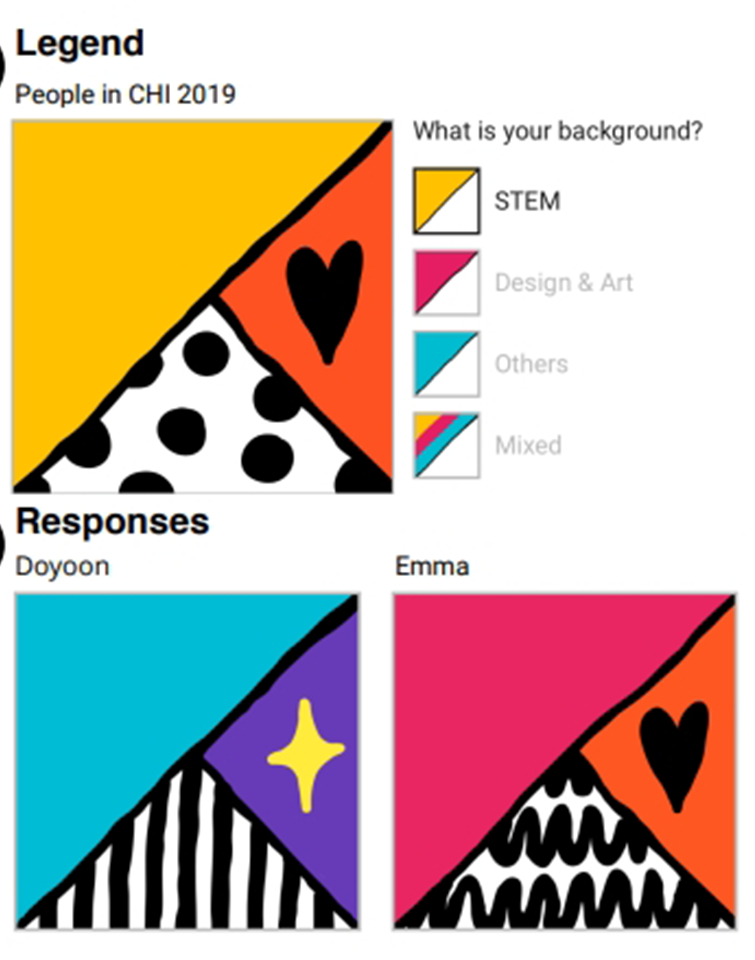 Legend
People in CHI 2019
What is your background?
STEM
Design & Art
Others
Mixed
Responses
Doyoon
Emma